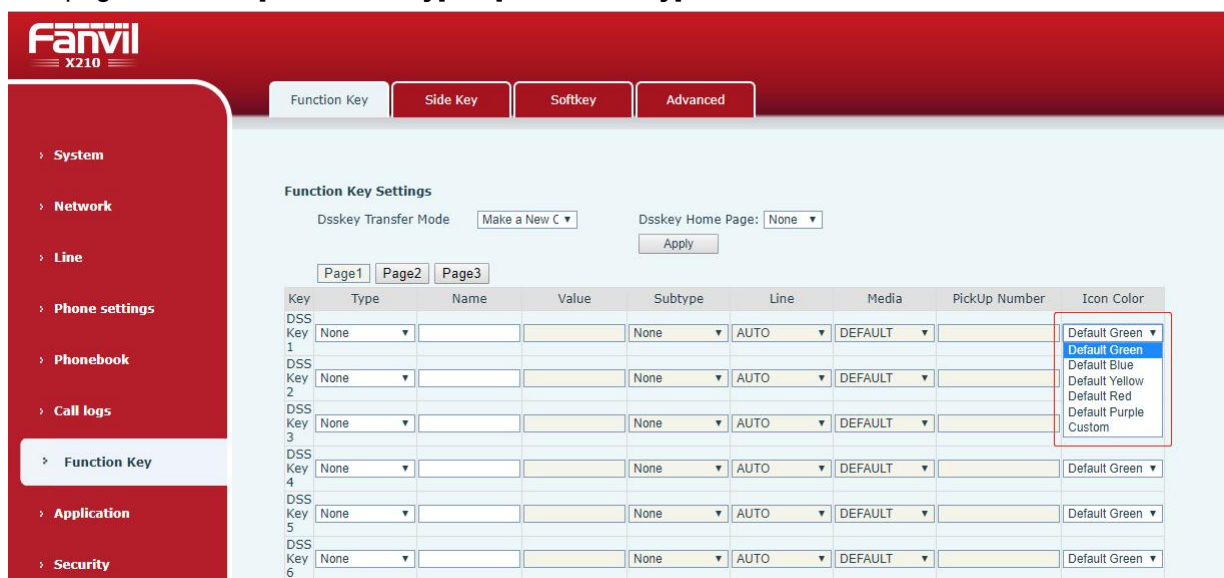 Fanvil
X210
Function Key Side Key Softkey Advanced
› System
› Network
› Line
› Phone settings
› Phonebook
› Call logs
› Function Key
› Application
› Security
Function Key Settings
Dsskey Transfer Mode Make a New C ▼ Dsskey Home Page: None ▼
Apply
Page1 Page2 Page3
Key Type Name Value Subtype Line Media PickUp Number Icon Color
DSS Key 1 None ▼ None ▼ AUTO ▼ DEFAULT ▼ Default Green ▼
Default Green
Default Blue
Default Yellow
Default Red
Default Purple
Custom
DSS Key 2 None ▼ None ▼ AUTO ▼ DEFAULT ▼
DSS Key 3 None ▼ None ▼ AUTO ▼ DEFAULT ▼
DSS Key 4 None ▼ None ▼ AUTO ▼ DEFAULT ▼ Default Green ▼
DSS Key 5 None ▼ None ▼ AUTO ▼ DEFAULT ▼ Default Green ▼
DSS Key 6 None ▼ None ▼ AUTO ▼ DEFAULT ▼ Default Green ▼